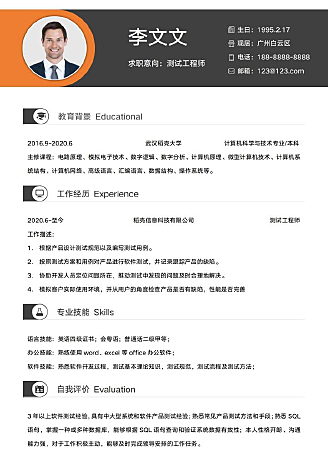 李文文
求职意向：测试工程师
生日：1995.2.17
现居：广州白云区
电话：188-8888-8888
邮箱：123@123.com
教育背景 Educational
2016.9-2020.6 武汉稻壳大学 计算机科学与技术专业/本科
主修课程：电路原理、模拟电子技术、数字逻辑、数字分析、计算机原理、微型计算机技术、计算机系
统结构、计算机网络、高级语言、汇编语言、数据结构、操作系统等。
工作经历 Experience
2020.6-至今 稻壳信息科技有限公司 测试工程师
工作描述：
1. 根据产品设计测试规范以及编写测试用例。
2. 按照测试方案和用例对产品进行软件测试，并记录跟踪产品的缺陷。
3. 协助开发人员定位问题所在，推动测试中发现的问题及时合理地解决。
4. 模拟客户实际使用环境，并从用户的角度检查产品是否有缺陷，性能是否完善
专业技能 Skills
语言技能：英语四级证书；会粤语；普通话二级甲等；
办公技能：熟练使用 word、excel 等 office 办公软件；
软件技能：熟悉软件开发过程，测试基本理论知识，测试规范，测试流程及测试方法；
自我评价 Evaluation
3 年以上软件测试经验，具有中大型系统和软件产品测试经验；熟悉常见产品测试方法和手段；熟悉 SQL
语句，掌握一种或多种数据库，能够根据 SQL 语句查询和验证系统数据有效性；本人性格开朗，沟通
能力强，对于工作积极主动，能够及时完成领导安排的工作任务。